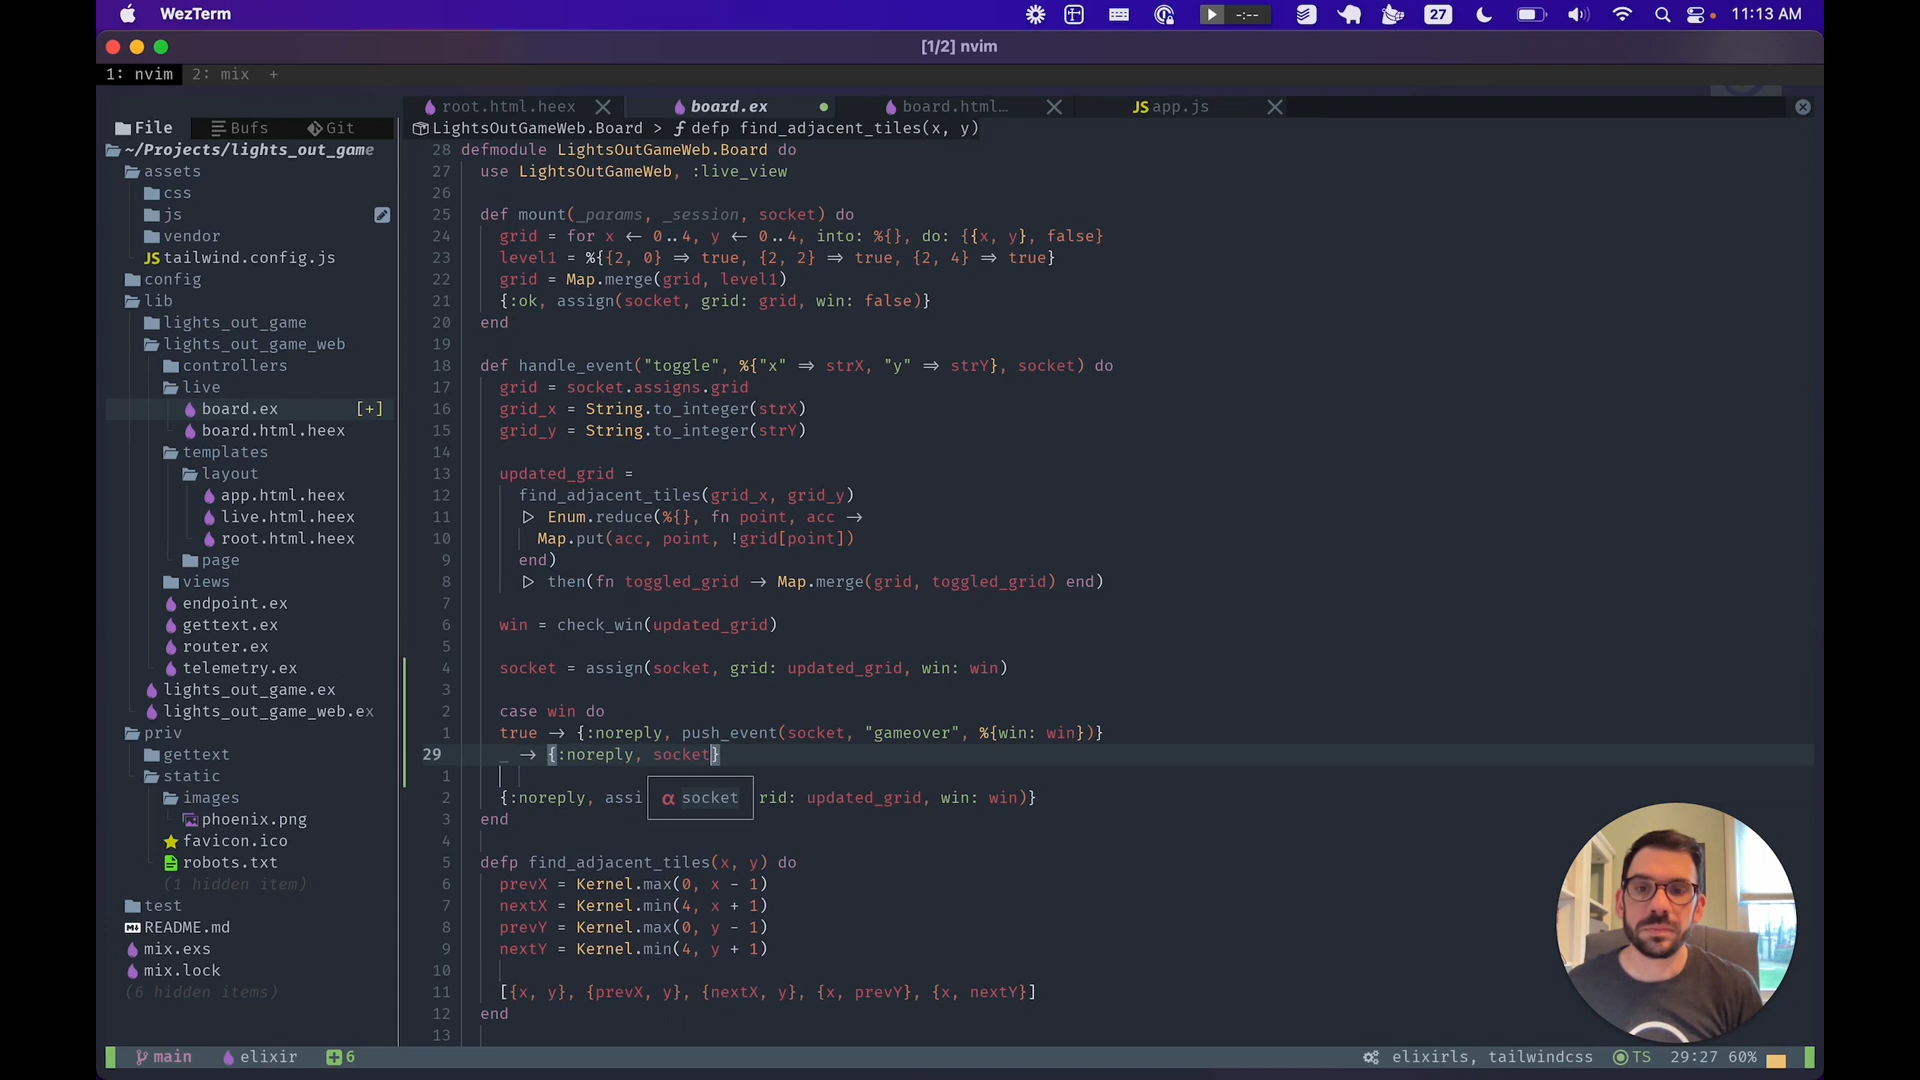 WezTerm
-:--
27
11:13 AM
[1/2] nvim
1: nvim 2: mix +
root.html.heex
board.ex
board.html…
JS app.js
File Bufs Git
LightsOutGameWeb.Board > ƒ defp find_adjacent_tiles(x, y)
~/Projects/lights_out_game
assets
css
js
vendor
JS tailwind.config.js
config
lib
lights_out_game
lights_out_game_web
controllers
live
board.ex [+]
board.html.heex
templates
layout
app.html.heex
live.html.heex
root.html.heex
page
views
endpoint.ex
gettext.ex
router.ex
telemetry.ex
lights_out_game.ex
lights_out_game_web.ex
priv
gettext
static
images
phoenix.png
favicon.ico
robots.txt
(1 hidden item)
test
README.md
mix.exs
mix.lock
(6 hidden items)
28 defmodule LightsOutGameWeb.Board do
27 use LightsOutGameWeb, :live_view
26
25 def mount(_params, _session, socket) do
24 grid = for x <- 0..4, y <- 0..4, into: %{}, do: {{x, y}, false}
23 level1 = %{{2, 0} => true, {2, 2} => true, {2, 4} => true}
22 grid = Map.merge(grid, level1)
21 {:ok, assign(socket, grid: grid, win: false)}
20 end
19
18 def handle_event("toggle", %{"x" => strX, "y" => strY}, socket) do
17 grid = socket.assigns.grid
16 grid_x = String.to_integer(strX)
15 grid_y = String.to_integer(strY)
14
13 updated_grid =
12 find_adjacent_tiles(grid_x, grid_y)
11 |> Enum.reduce(%{}, fn point, acc ->
10 Map.put(acc, point, !grid[point])
9 end)
8 |> then(fn toggled_grid -> Map.merge(grid, toggled_grid) end)
7
6 win = check_win(updated_grid)
5
4 socket = assign(socket, grid: updated_grid, win: win)
3
2 case win do
1 true -> {:noreply, push_event(socket, "gameover", %{win: win})}
29 _ -> {:noreply, socket}
1
2 {:noreply, assi α socket rid: updated_grid, win: win)}
3 end
4
5 defp find_adjacent_tiles(x, y) do
6 prevX = Kernel.max(0, x - 1)
7 nextX = Kernel.min(4, x + 1)
8 prevY = Kernel.max(0, y - 1)
9 nextY = Kernel.min(4, y + 1)
10
11 [{x, y}, {prevX, y}, {nextX, y}, {x, prevY}, {x, nextY}]
12 end
13
main elixir 6
elixirls, tailwindcss TS 29:27 60%